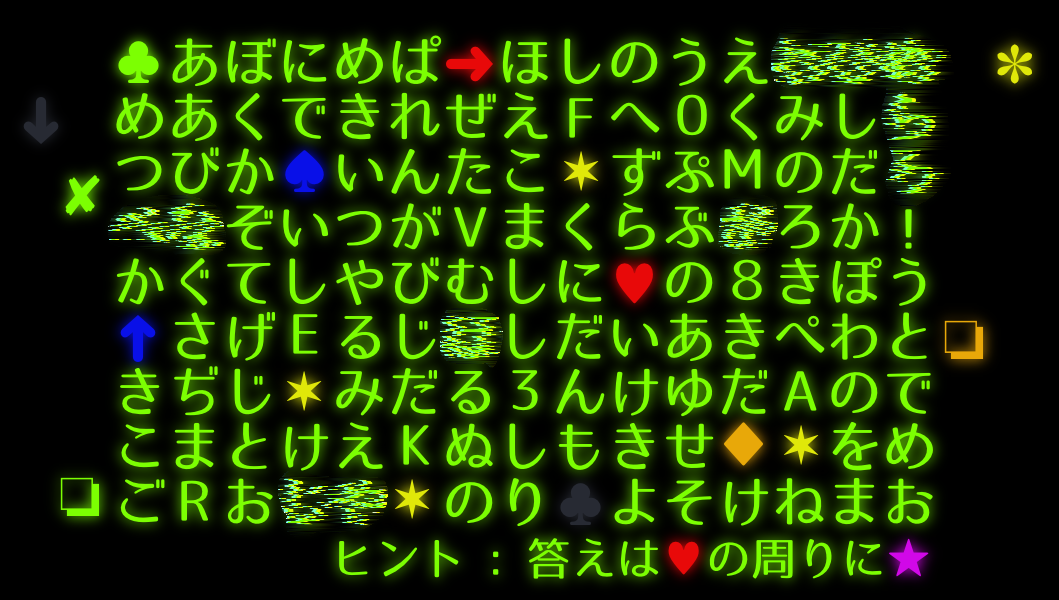 ♣あぼにめぱ→ほしのうえ
めあくできれぜえFへ0くみし
つびか♠いんたこ✶ずぷMのだ
ぞいつがVまくらぶろか!
かぐてしやびむしに♥の8きぽう
↑さげEるじしだいあきぺわと
きぢじ✶みだる3んけゆだAので
こまとけえKぬしもきせ♦✶をめ
ごRお✶のり♣よそけねまお
ヒント:答えは♥の周りに★